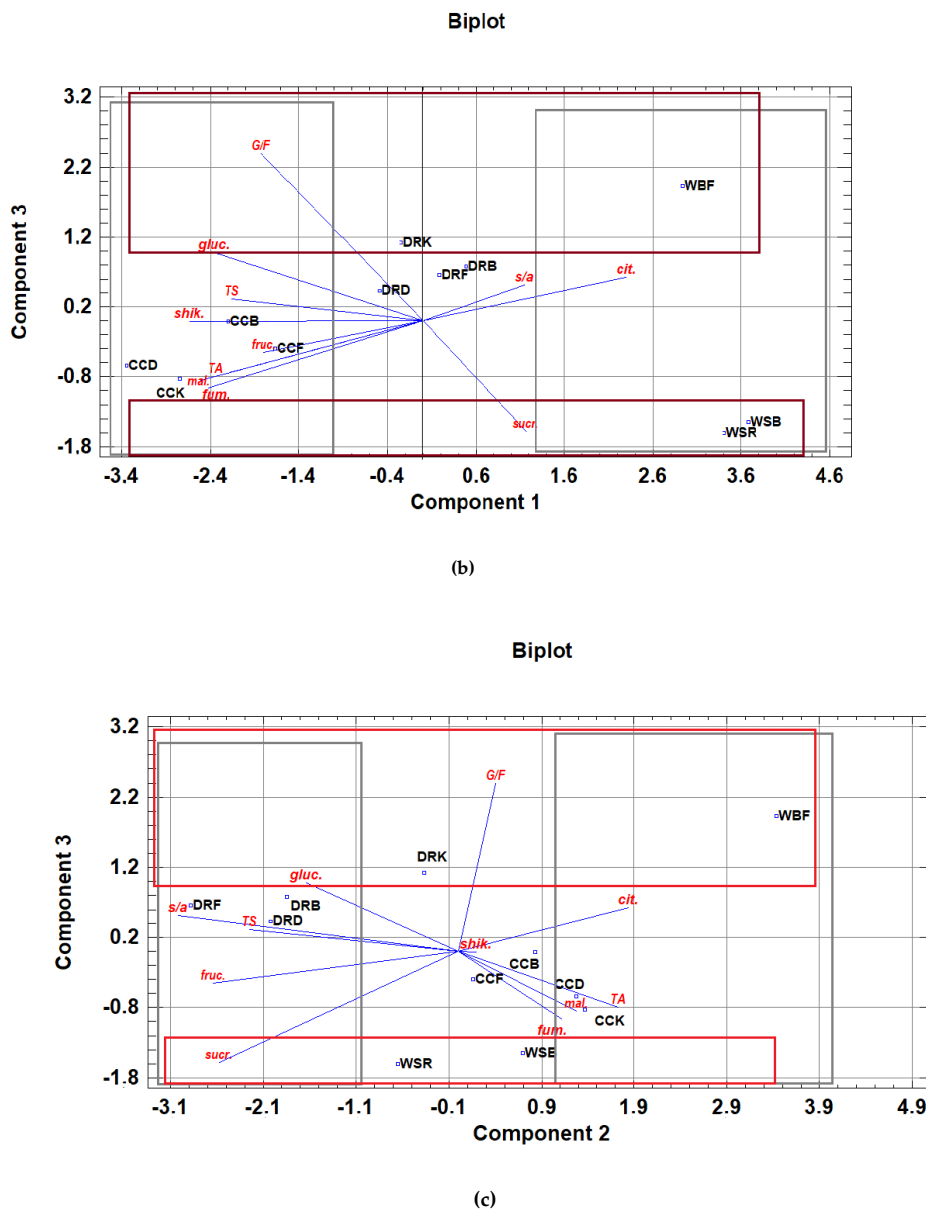 Biplot
3.2
G/F
2.2
WBF
1.2
DRK
gluc.
DRB
DRF
s/a
cit.
DRD
TS
0.2
shik.
CCB
Component 3
fruc.
CCF
CCD
TA
-0.8
mal.
CCK
fum.
sucr.
WSB
WSR
-1.8
-3.4 -2.4 -1.4 -0.4 0.6 1.6 2.6 3.6 4.6
Component 1
(b)
Biplot
3.2
G/F
2.2
WBF
1.2
DRK
gluc.
s/a
DRF
DRB
cit.
TS
DRD
0.2
shik.
CCB
Component 3
fruc.
CCF
CCD
mal.
TA
-0.8
CCK
fum.
sucr.
WSR
WSB
-1.8
-3.1 -2.1 -1.1 -0.1 0.9 1.9 2.9 3.9 4.9
Component 2
(c)